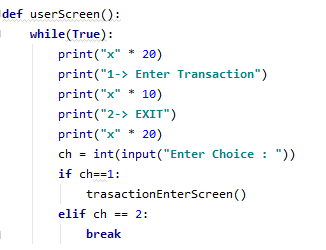 def userScreen():
    while(True):
        print("x" * 20)
        print("1-> Enter Transaction")
        print("x" * 10)
        print("2-> EXIT")
        print("x" * 20)
        ch = int(input("Enter Choice : "))
        if ch==1:
            trasactionEnterScreen()
        elif ch == 2:
            break